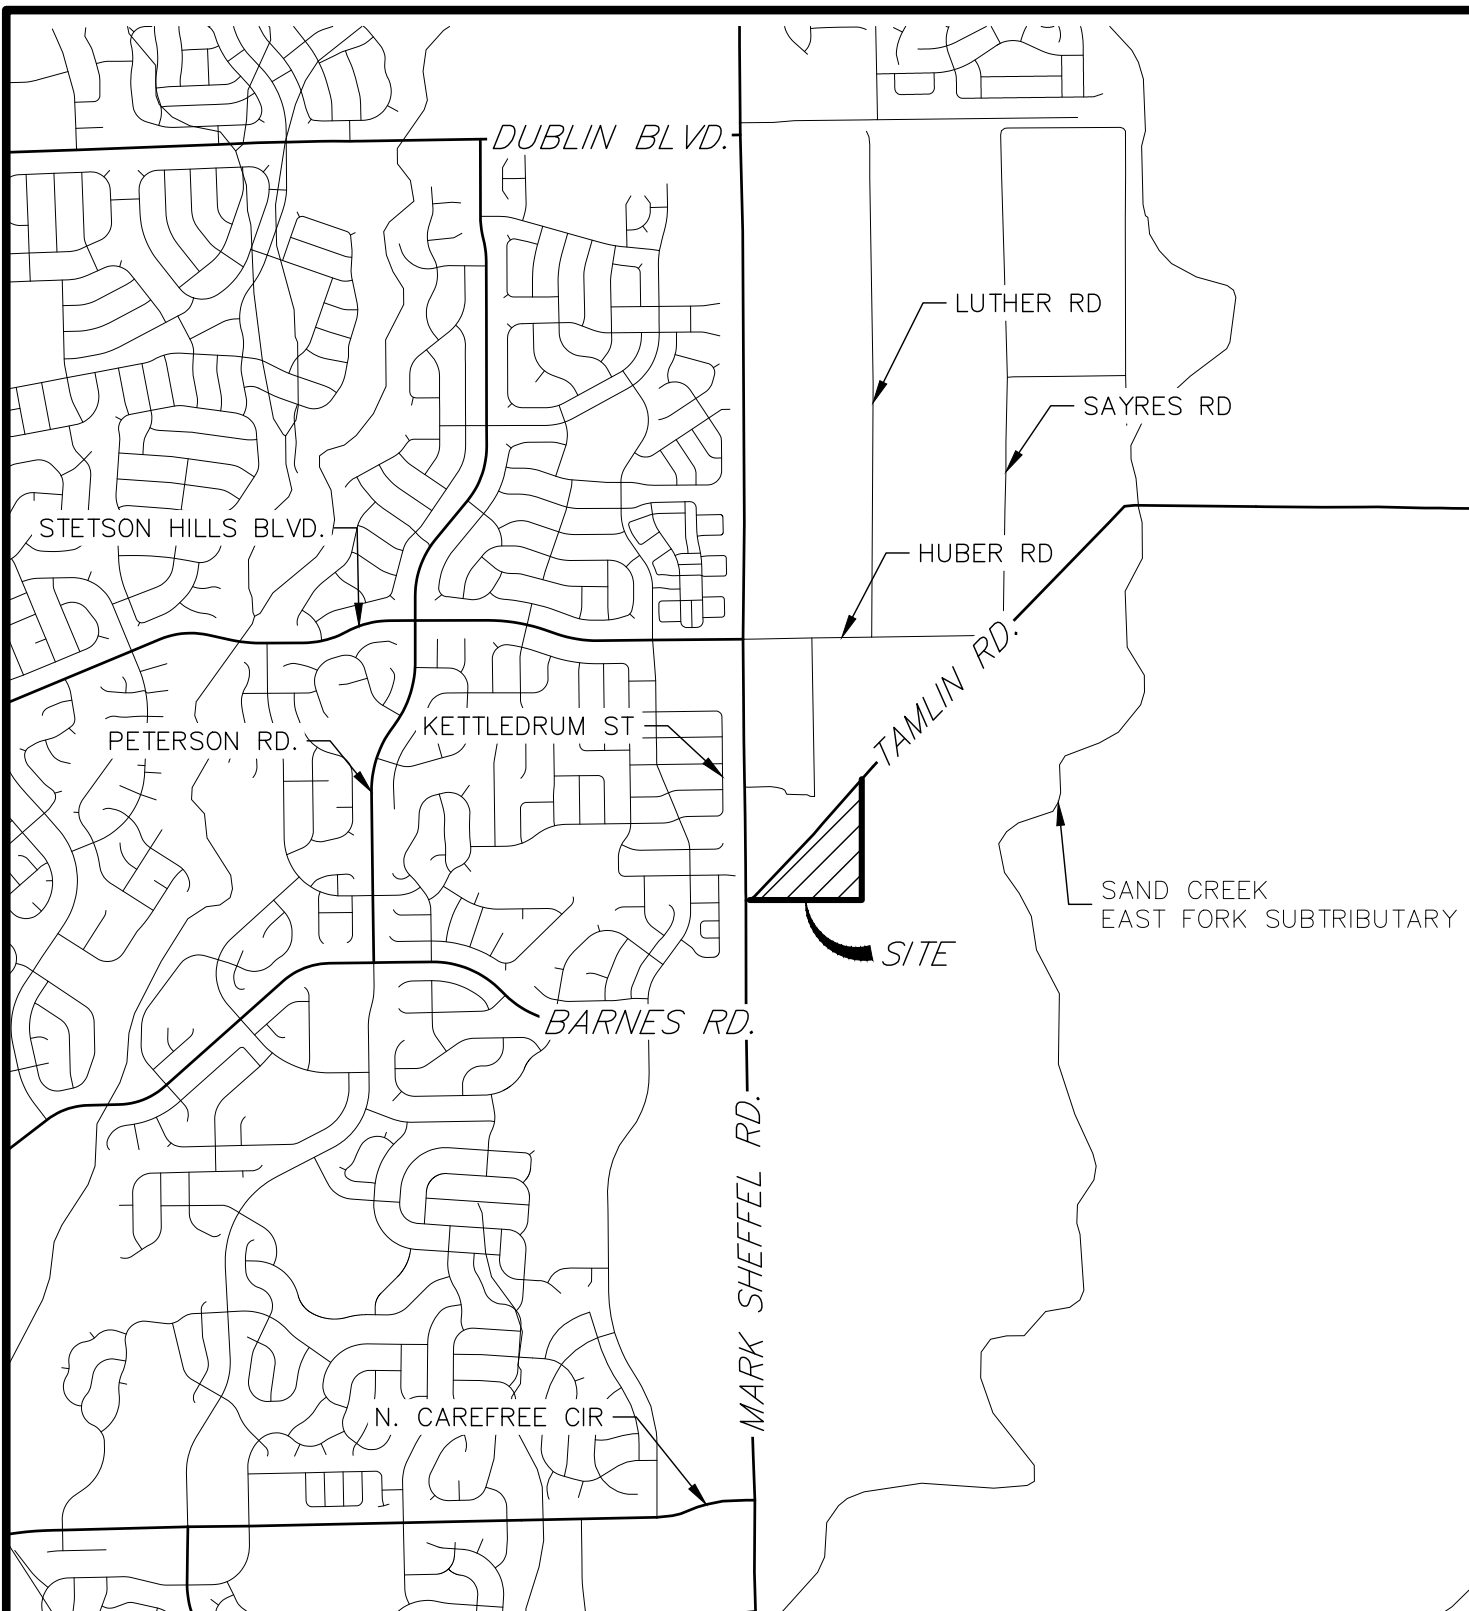 DUBLIN BLVD.
LUTHER RD
SAYRES RD
STETSON HILLS BLVD.
HUBER RD
TAMLIN RD.
KETTLEDRUM ST
PETERSON RD.
SAND CREEK
EAST FORK SUBTRIBUTARY
SITE
BARNES RD.
MARK SHEFFEL RD.
N. CAREFREE CIR